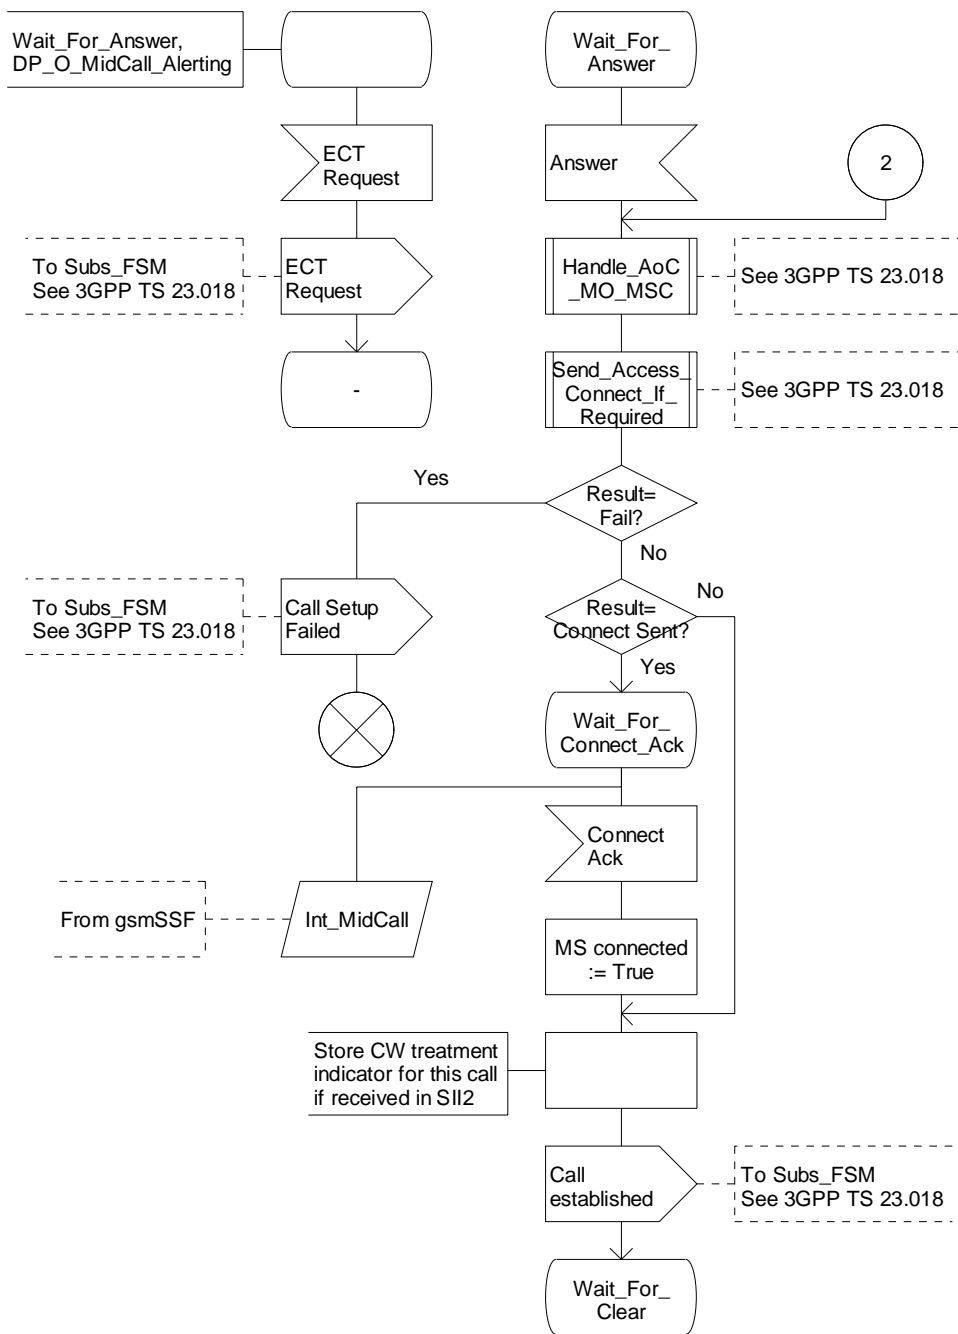 Wait_For_Answer,
DP_O_MidCall_Alerting
Wait_For_
Answer
ECT
Request
Answer
2
To Subs_FSM
See 3GPP TS 23.018
ECT
Request
Handle_AoC
_MO_MSC
See 3GPP TS 23.018
-
Send_Access_
Connect_If_
Required
See 3GPP TS 23.018
Yes
Result=
Fail?
No
To Subs_FSM
See 3GPP TS 23.018
Call Setup
Failed
Result=
Connect Sent?
No
Yes
Wait_For_
Connect_Ack
Connect
Ack
From gsmSSF
Int_MidCall
MS connected
:= True
Store CW treatment
indicator for this call
if received in SII2
Call
established
To Subs_FSM
See 3GPP TS 23.018
Wait_For_
Clear